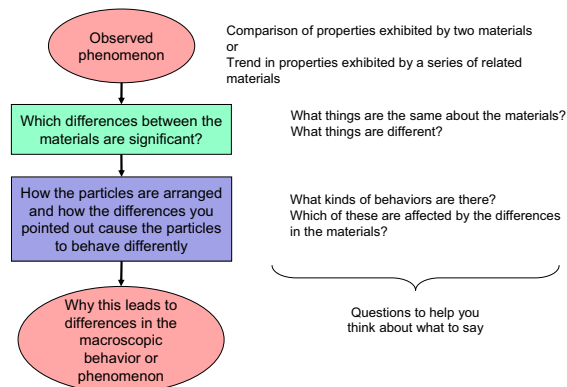 Observed
phenomenon
Comparison of properties exhibited by two materials
or
Trend in properties exhibited by a series of related
materials
Which differences between the
materials are significant?
What things are the same about the materials?
What things are different?
How the particles are arranged
and how the differences you
pointed out cause the particles
to behave differently
What kinds of behaviors are there?
Which of these are affected by the differences
in the materials?
Why this leads to
differences in the
macroscopic
behavior or
phenomenon
Questions to help you
think about what to say